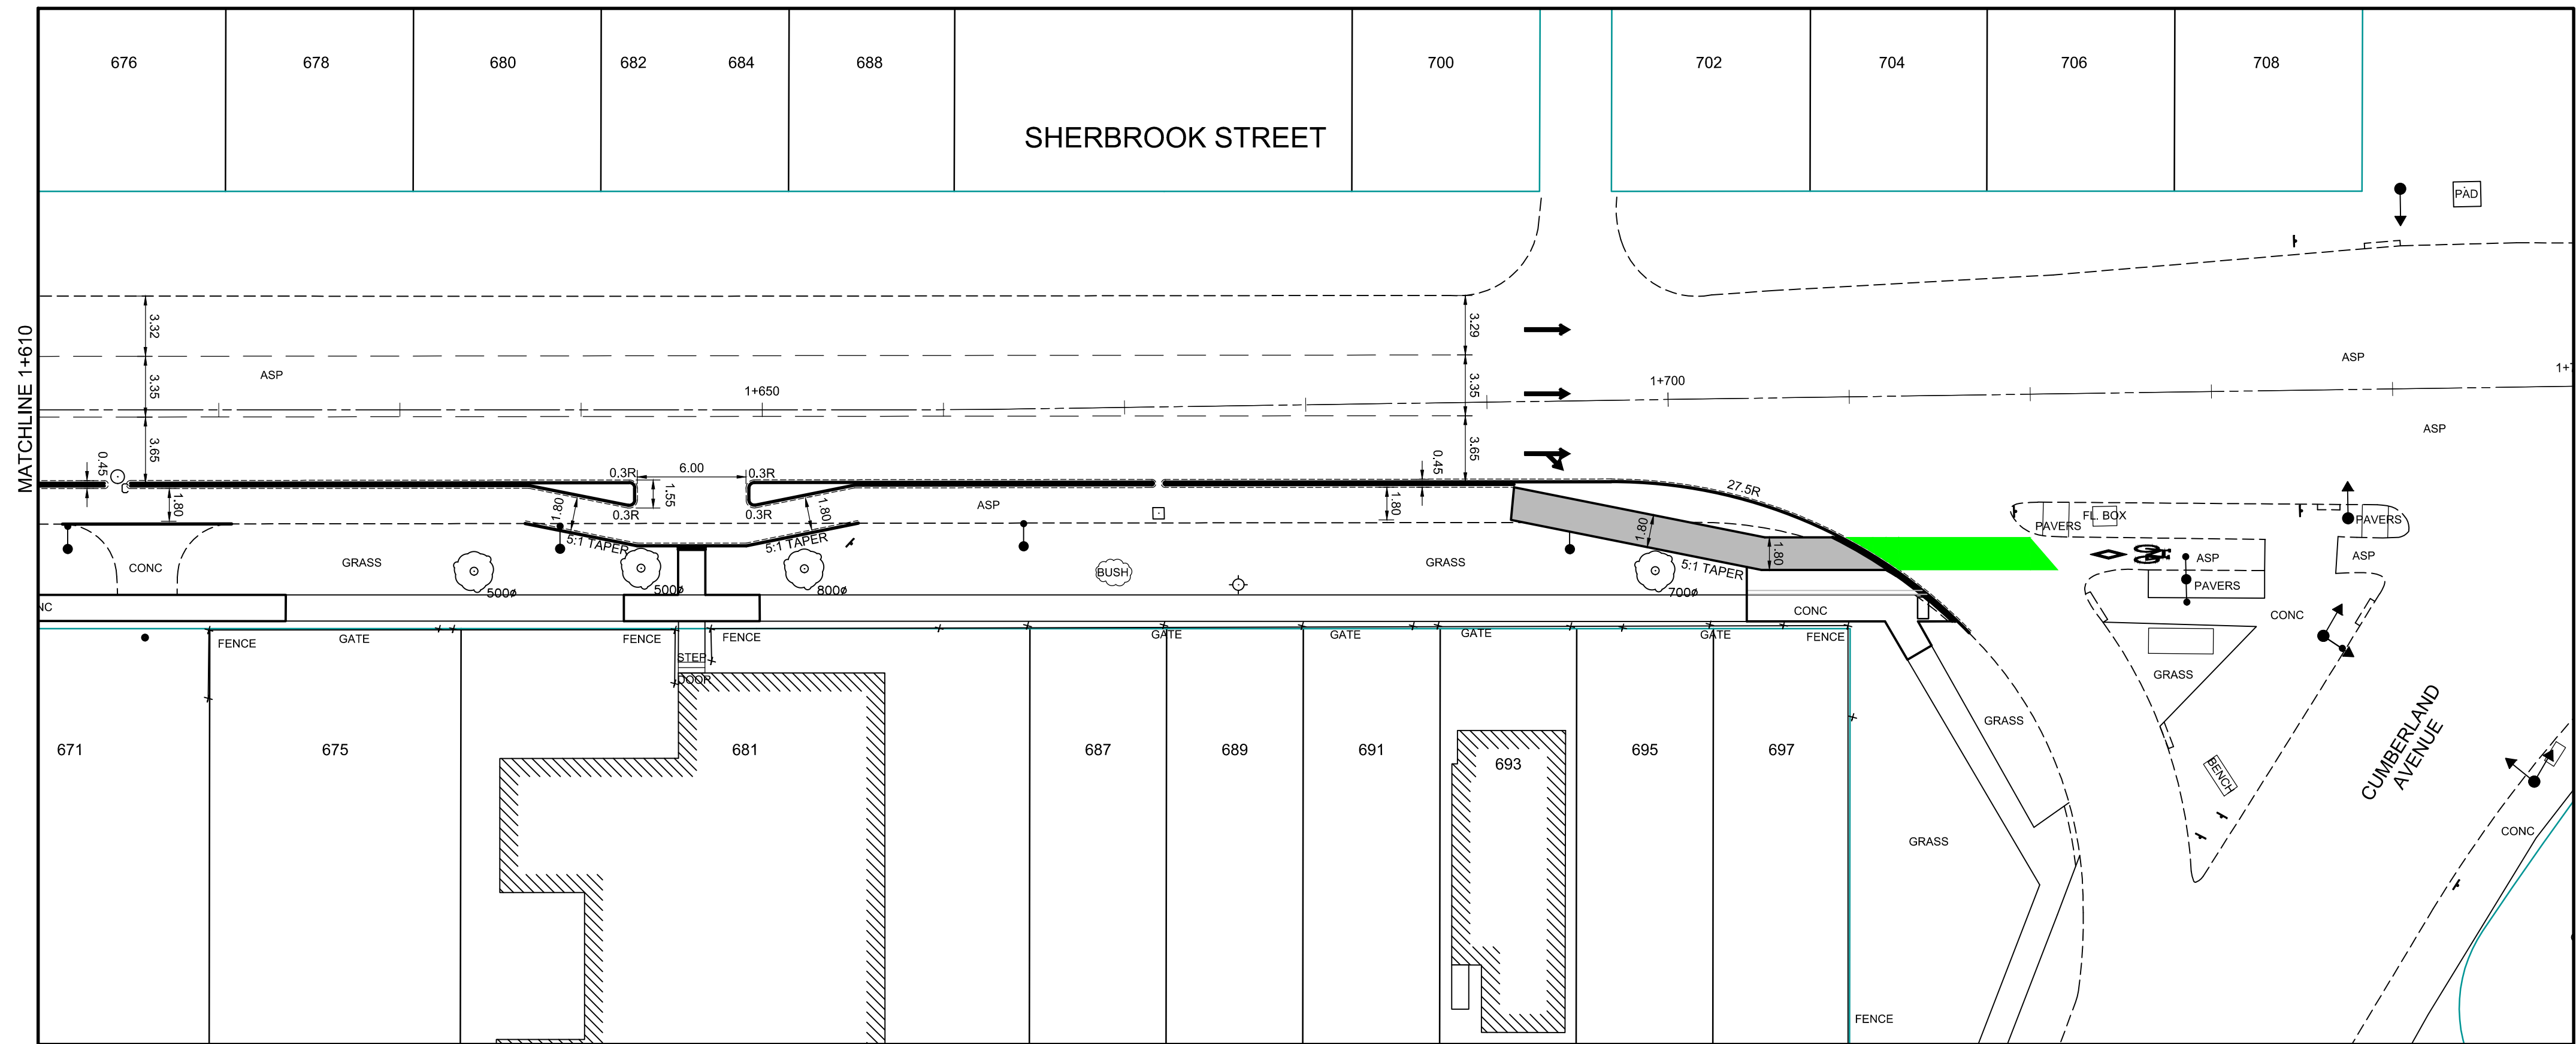 676
678
680
682
684
688
700
702
704
706
708
SHERBROOK STREET
PAD
MATCHLINE 1+610
3.32
3.35
3.65
ASP
1+650
3.29
3.35
3.65
1+700
ASP
ASP
0.45
1.80
0.3R
6.00
0.3R
1.55
0.3R
0.3R
1.80
1.80
5:1 TAPER
5:1 TAPER
ASP
0.45
1.80
27.5R
1.80
1.80
5:1 TAPER
PAVERS
FL. BOX
PAVERS
ASP
ASP
PAVERS
CONC
GRASS
500ø
500ø
800ø
BUSH
GRASS
700ø
CONC
CONC
GRASS
FENCE
GATE
FENCE
FENCE
STEP
DOOR
GATE
GATE
GATE
GATE
FENCE
671
675
681
687
689
691
693
695
697
GRASS
GRASS
BENCH
CUMBERLAND
AVENUE
CONC
FENCE